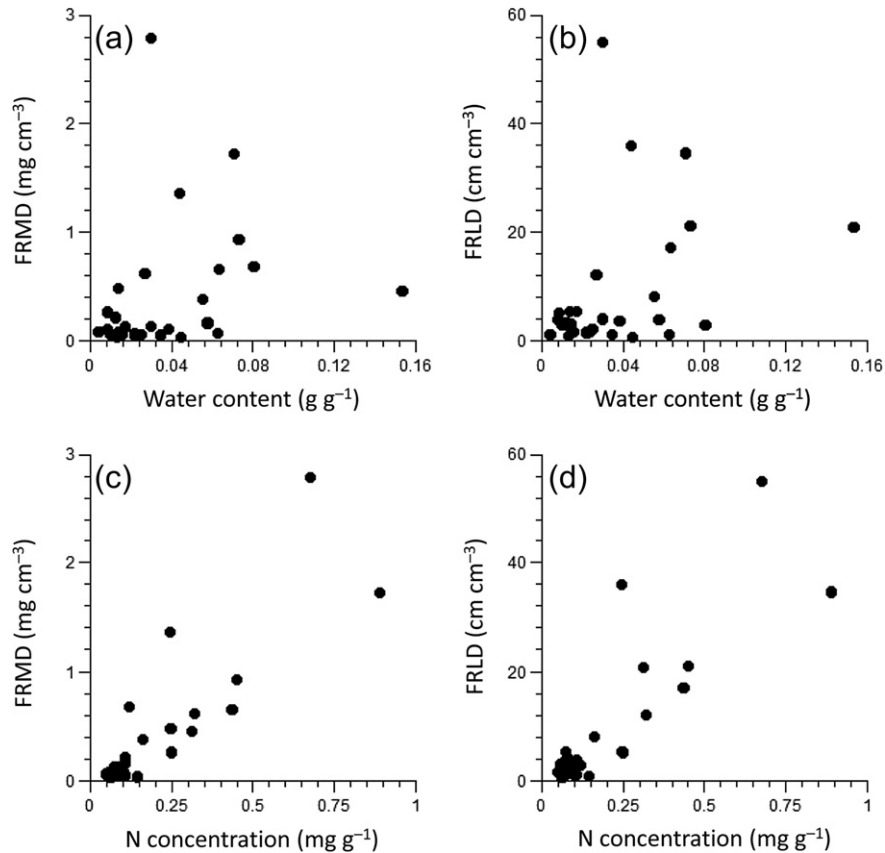 (a)
3
2
1
0
FRMD (mg cm⁻³)
0 0.04 0.08 0.12 0.16
Water content (g g⁻¹)
(b)
60
40
20
0
FRLD (cm cm⁻³)
0 0.04 0.08 0.12 0.16
Water content (g g⁻¹)
(c)
3
2
1
0
FRMD (mg cm⁻³)
0 0.25 0.5 0.75 1
N concentration (mg g⁻¹)
(d)
60
40
20
0
FRLD (cm cm⁻³)
0 0.25 0.5 0.75 1
N concentration (mg g⁻¹)